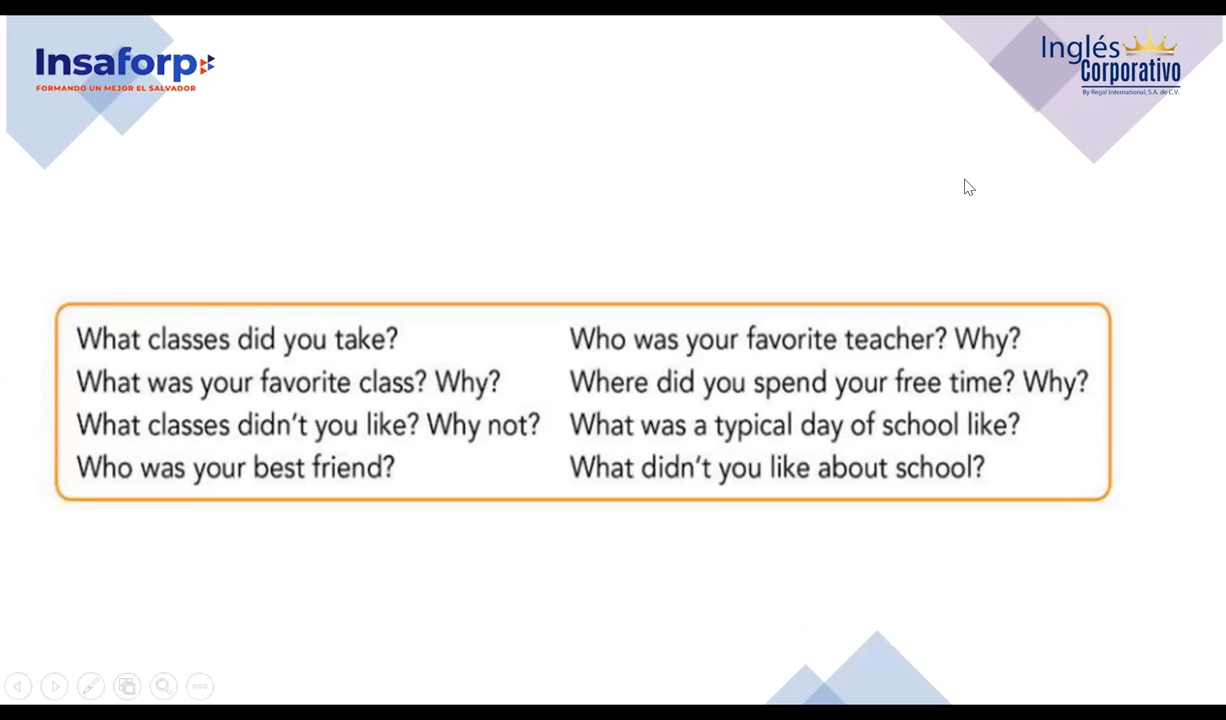 Insaforp
FORMANDO UN MEJOR EL SALVADOR
Inglés
Corporativo
By Regal International, S.A. de C.V.
What classes did you take?
What was your favorite class? Why?
What classes didn't you like? Why not?
Who was your best friend?
Who was your favorite teacher? Why?
Where did you spend your free time? Why?
What was a typical day of school like?
What didn't you like about school?